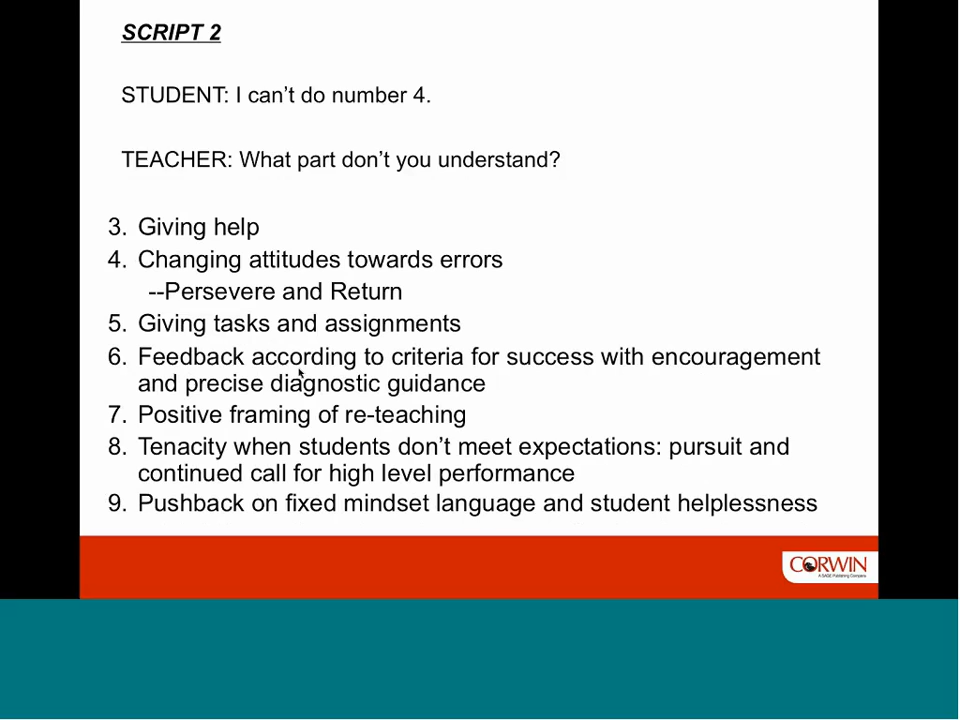 SCRIPT 2
STUDENT: I can't do number 4.
TEACHER: What part don't you understand?
3. Giving help
4. Changing attitudes towards errors
--Persevere and Return
5. Giving tasks and assignments
6. Feedback according to criteria for success with encouragement
and precise diagnostic guidance
7. Positive framing of re-teaching
8. Tenacity when students don't meet expectations: pursuit and
continued call for high level performance
9. Pushback on fixed mindset language and student helplessness
CORWIN
A SAGE Publishing Company